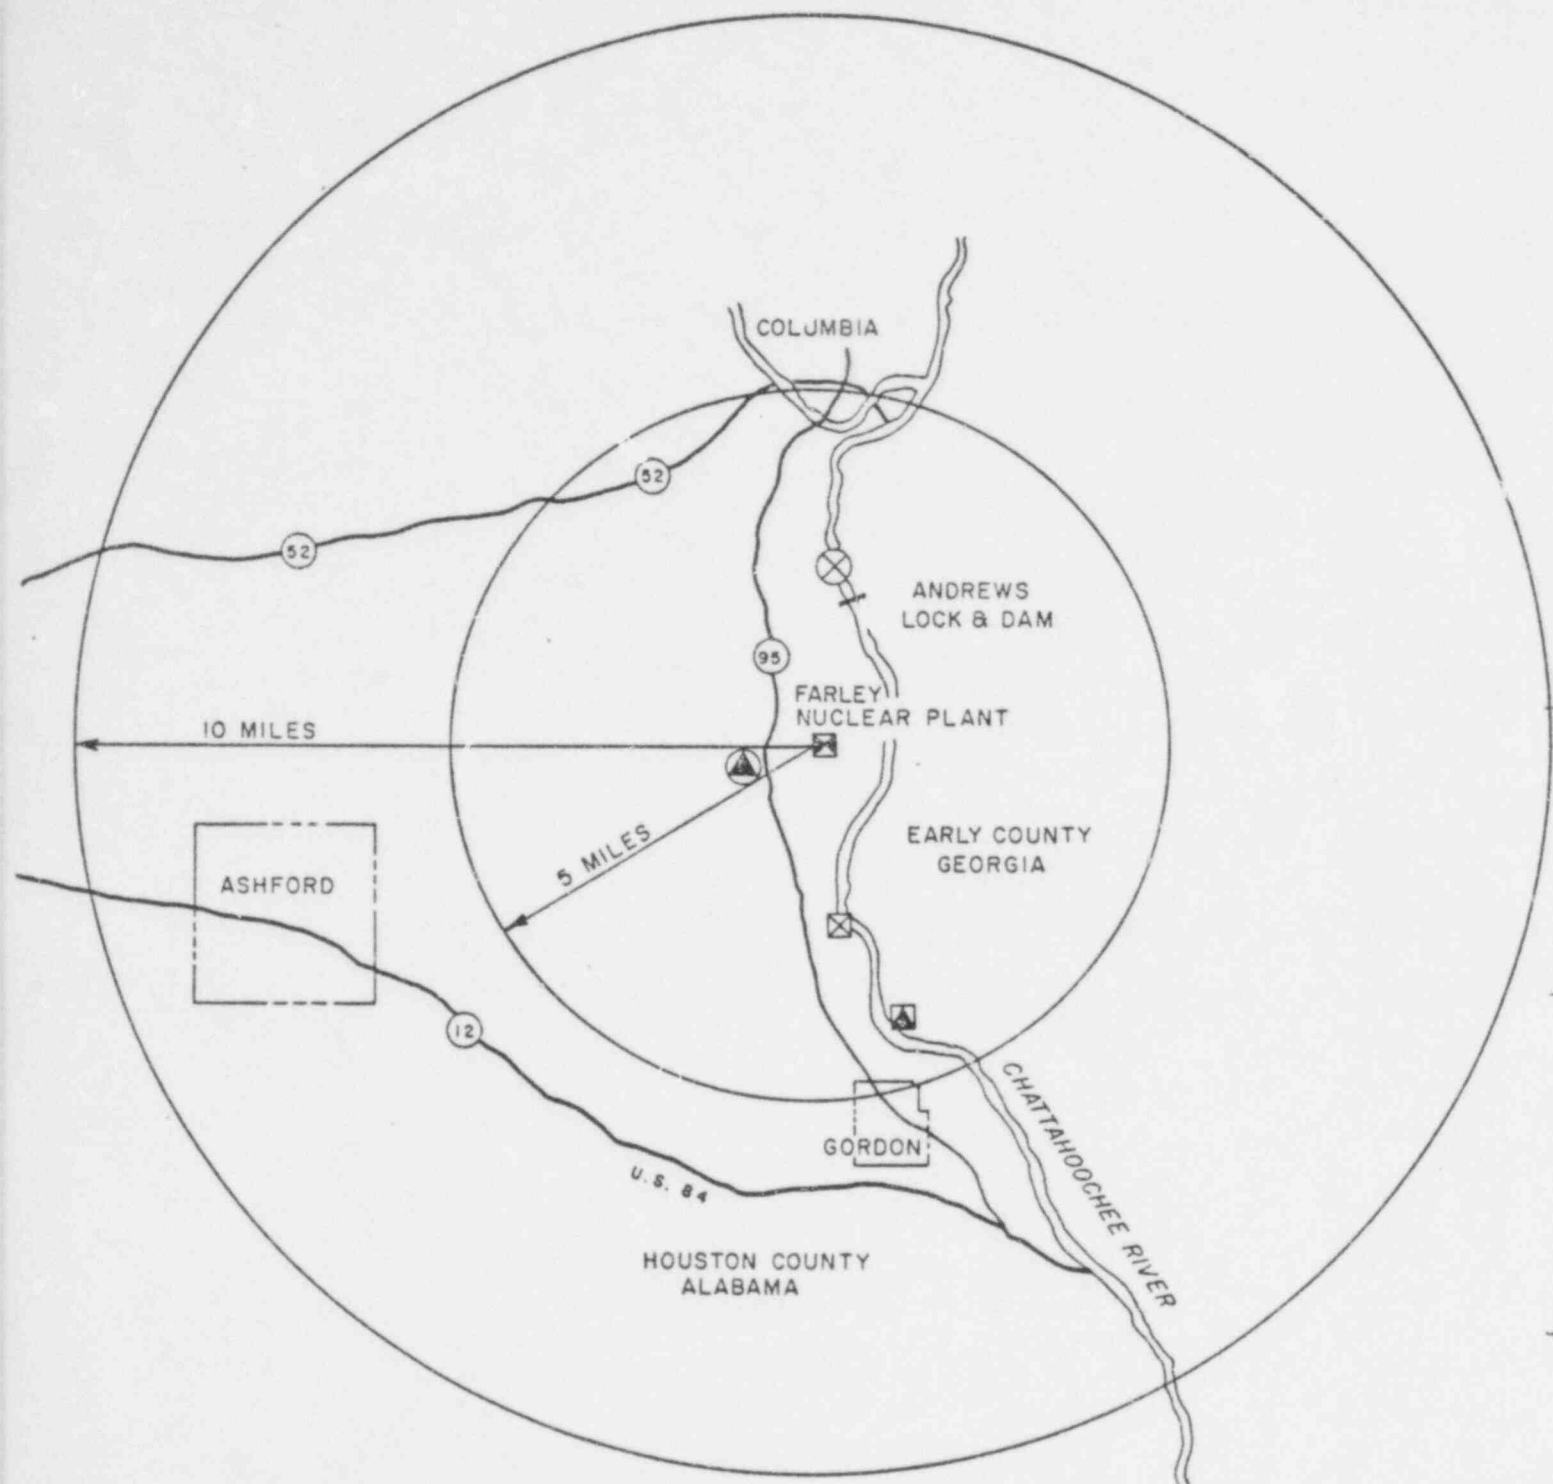 COLUMBIA
52
52
ANDREWS
LOCK & DAM
95
FARLEY
NUCLEAR PLANT
10 MILES
5 MILES
EARLY COUNTY
GEORGIA
ASHFORD
12
CHATTAHOOCHEE RIVER
GORDON
U.S. 84
HOUSTON COUNTY
ALABAMA